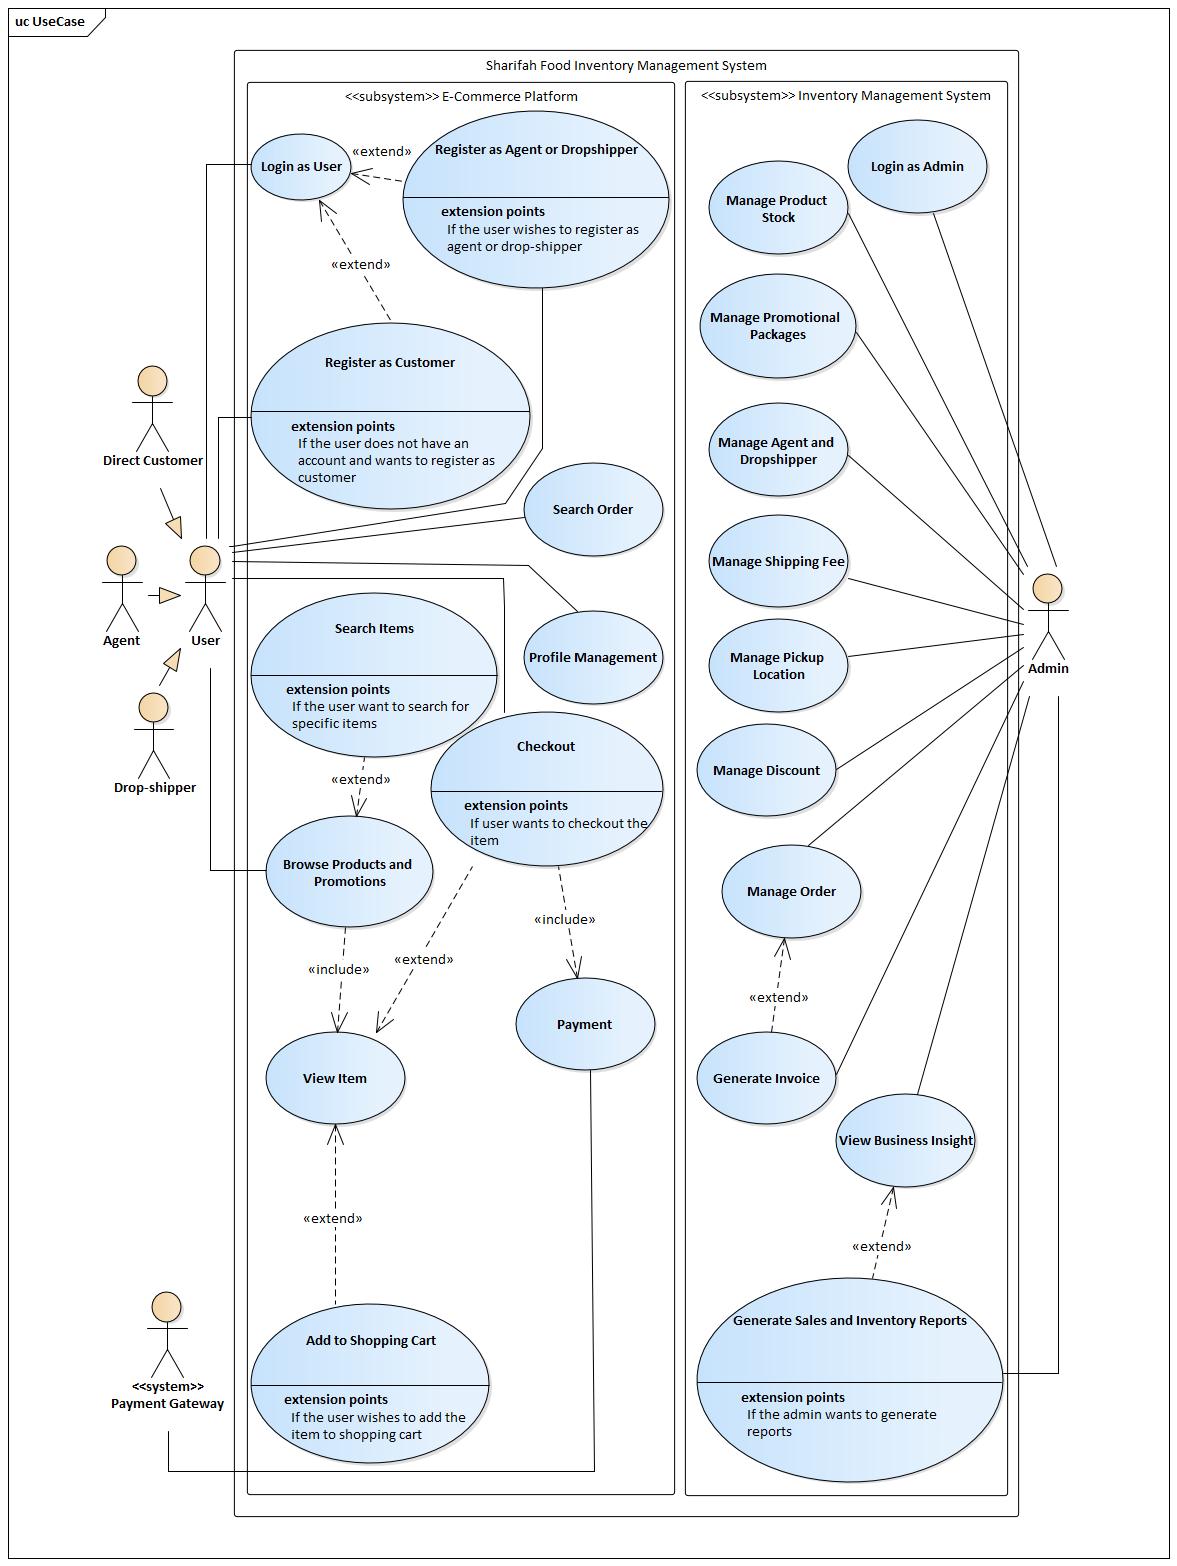 uc UseCase
Sharifah Food Inventory Management System
<<subsystem>> E-Commerce Platform
<<subsystem>> Inventory Management System
Login as User
«extend»
Register as Agent or Dropshipper
extension points
If the user wishes to register as
agent or drop-shipper
«extend»
Register as Customer
extension points
If the user does not have an
account and wants to register as
customer
Search Order
Direct Customer
Agent
User
Drop-shipper
Search Items
extension points
If the user want to search for
specific items
Profile Management
«extend»
Checkout
extension points
If user wants to checkout the
item
Browse Products and
Promotions
«include»
«extend»
«include»
Payment
View Item
«extend»
Add to Shopping Cart
extension points
If the user wishes to add the
item to shopping cart
<<system>>
Payment Gateway
Login as Admin
Manage Product
Stock
Manage Promotional
Packages
Manage Agent and
Dropshipper
Manage Shipping Fee
Manage Pickup
Location
Admin
Manage Discount
Manage Order
«extend»
Generate Invoice
View Business Insight
«extend»
Generate Sales and Inventory Reports
extension points
If the admin wants to generate
reports